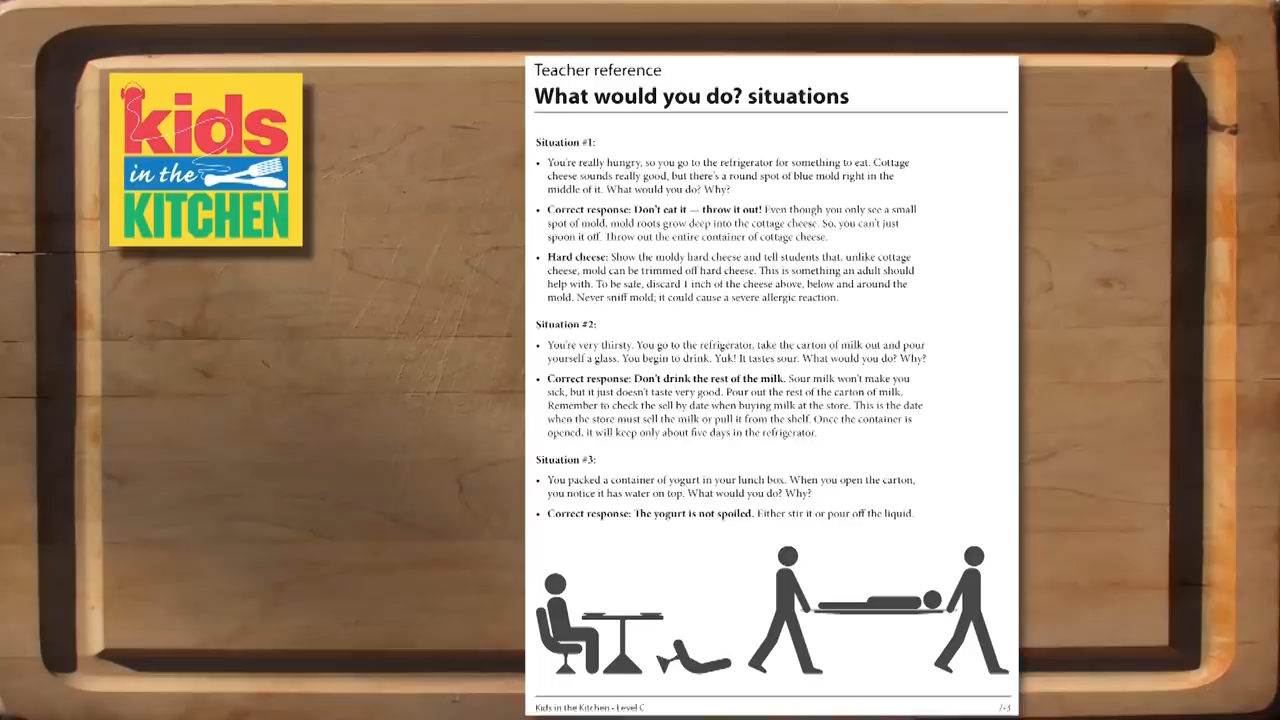 kids
in the
KITCHEN
Teacher reference
What would you do? situations
Situation #1:
• You're really hungry, so you go to the refrigerator for something to eat. Cottage
cheese sounds really good, but there's a round spot of blue mold right in the
middle of it. What would you do? Why?
• Correct response: Don't eat it — throw it out! Even though you only see a small
spot of mold, mold roots grow deep into the cottage cheese. So, you can't just
spoon it off. Throw out the entire container of cottage cheese.
• Hard cheese: Show the moldy hard cheese and tell students that, unlike cottage
cheese, mold can be trimmed off hard cheese. This is something an adult should
help with. To be safe, discard 1 inch of the cheese above, below and around the
mold. Never sniff mold; it could cause a severe allergic reaction.
Situation #2:
• You're very thirsty. You go to the refrigerator, take the carton of milk out and pour
yourself a glass. You begin to drink. Yuk! It tastes sour. What would you do? Why?
• Correct response: Don't drink the rest of the milk. Sour milk won't make you
sick, but it just doesn't taste very good. Pour out the rest of the carton of milk.
Remember to check the sell by date when buying milk at the store. This is the date
when the store must sell the milk or pull it from the shelf. Once the container is
opened, it will keep only about five days in the refrigerator.
Situation #3:
• You packed a container of yogurt in your lunch box. When you open the carton,
you notice it has water on top. What would you do? Why?
• Correct response: The yogurt is not spoiled. Either stir it or pour off the liquid.
Kids in the Kitchen - Level C
7-3